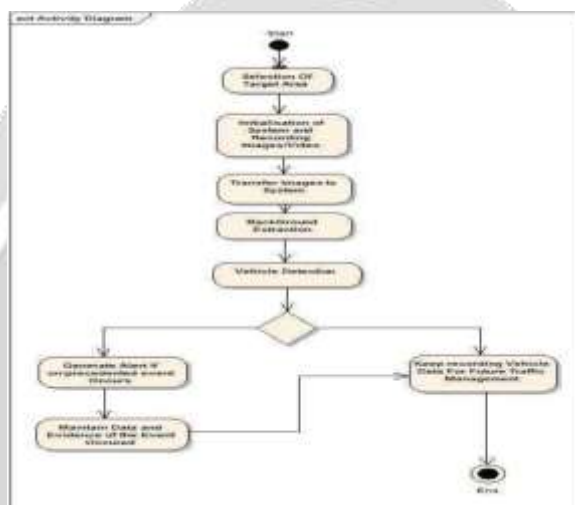 act Activity Diagram
Start
Selection Of
Target Area
Initialisation of
System and
Recording
Images/Video
Transfer Images to
System
BackGround
Extraction
Vehicle Detection
Generate Alert if
unprecedented event
Occurs
Keep recording Vehicle
Data For Future Traffic
Management
Maintain Data and
Evidence of the Event
Occured
End